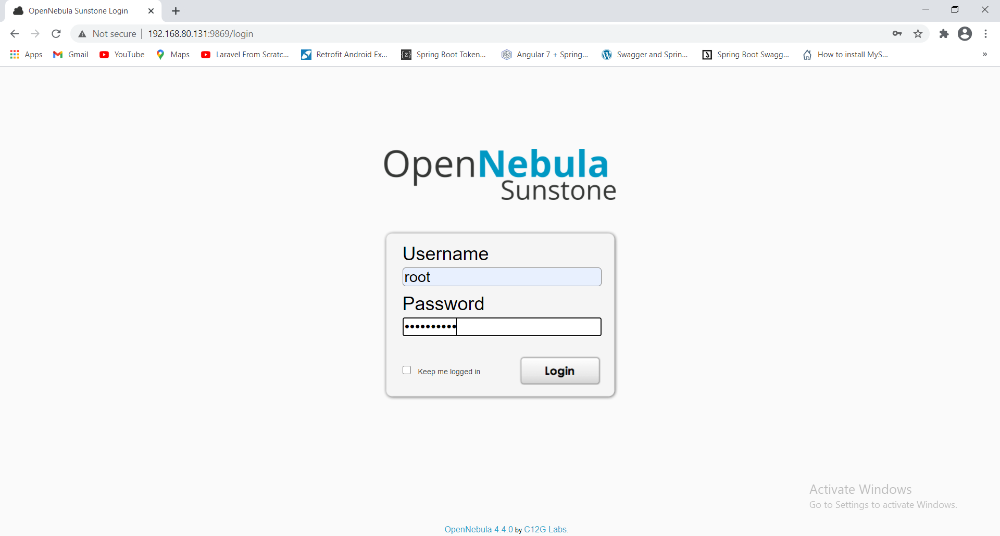 OpenNebula Sunstone Login
Not secure | 192.168.80.131:9869/login
Apps Gmail YouTube Maps Laravel From Scratc... Retrofit Android Ex... {z} Spring Boot Token... Angular 7 + Spring... Swagger and Sprin... Spring Boot Swagg... How to install MyS... »
OpenNebula
Sunstone
Username
root
Password
••••••••••
Keep me logged in
Login
Activate Windows
Go to Settings to activate Windows.
OpenNebula 4.4.0 by C12G Labs.